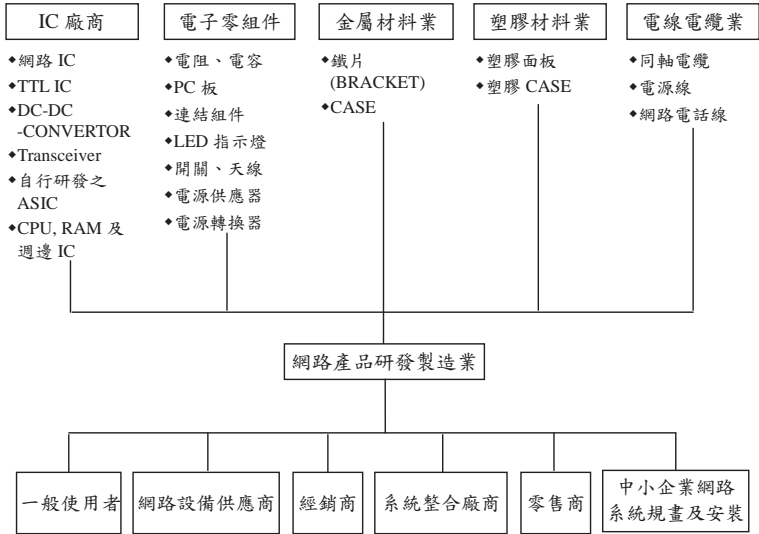 IC 廠商
◆網路 IC
◆TTL IC
◆DC-DC
-CONVERTOR
◆Transceiver
◆自行研發之
ASIC
◆CPU, RAM 及
週邊 IC
電子零組件
◆電阻、電容
◆PC 板
◆連結組件
◆LED 指示燈
◆開關、天線
◆電源供應器
◆電源轉換器
金屬材料業
◆鐵片
(BRACKET)
◆CASE
塑膠材料業
◆塑膠面板
◆塑膠 CASE
電線電纜業
◆同軸電纜
◆電源線
◆網路電話線
網路產品研發製造業
一般使用者
網路設備供應商
經銷商
系統整合廠商
零售商
中小企業網路
系統規畫及安裝